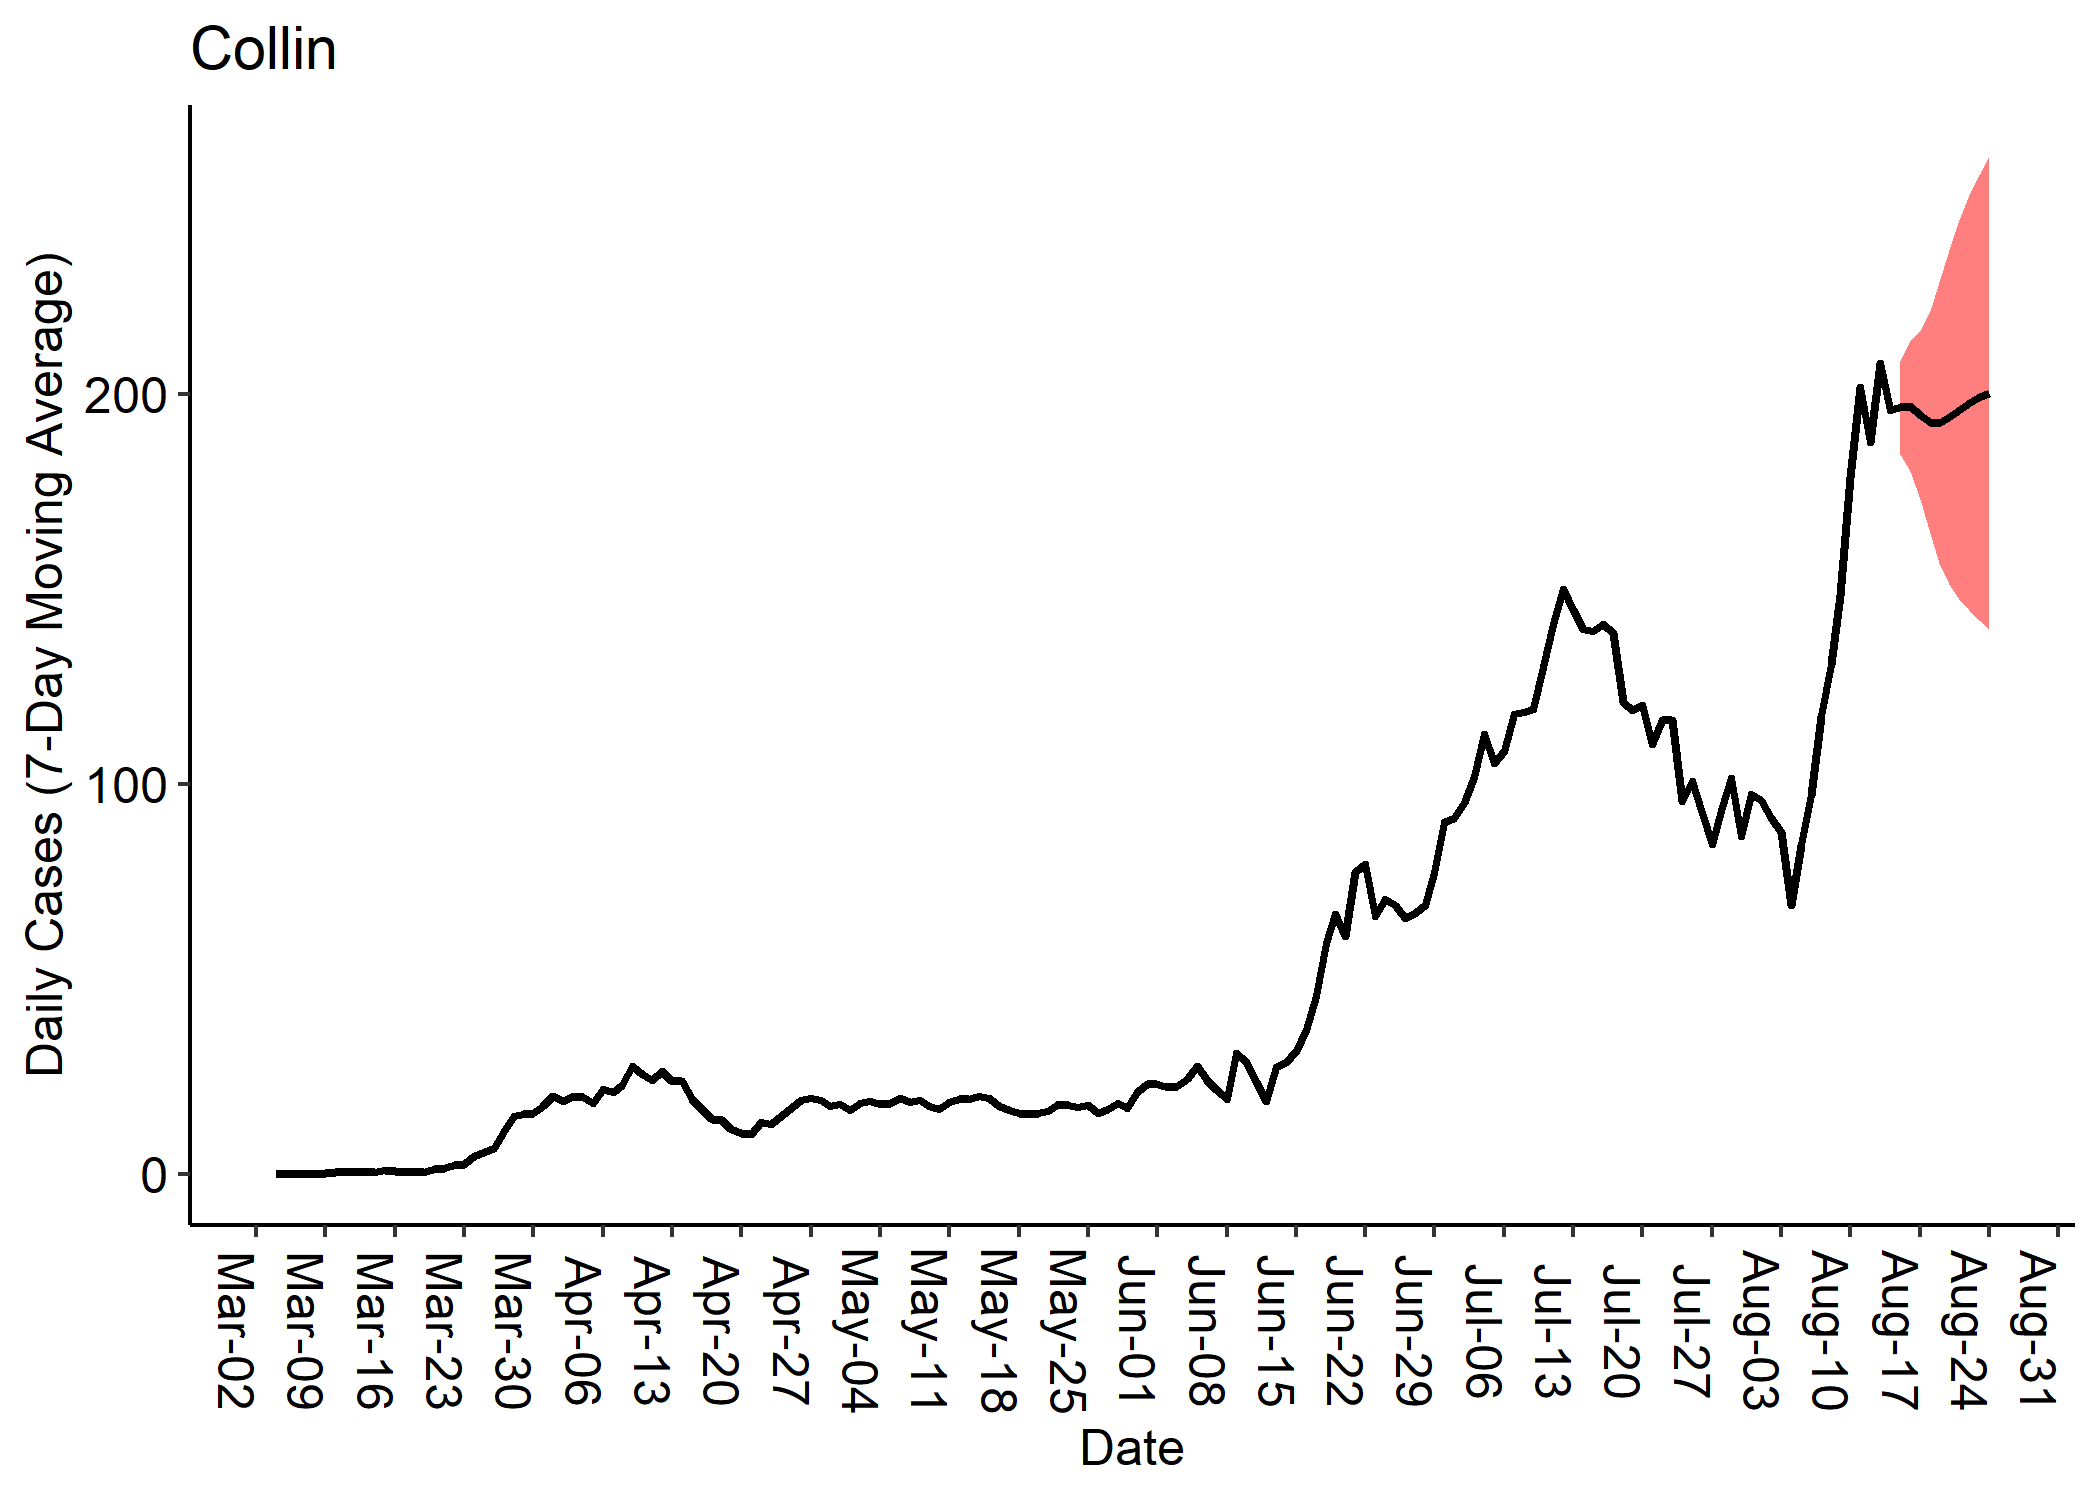 Collin
Daily Cases (7-Day Moving Average)
200
100
0
Mar-02
Mar-09
Mar-16
Mar-23
Mar-30
Apr-06
Apr-13
Apr-20
Apr-27
May-04
May-11
May-18
May-25
Jun-01
Jun-08
Jun-15
Jun-22
Jun-29
Jul-06
Jul-13
Jul-20
Jul-27
Aug-03
Aug-10
Aug-17
Aug-24
Aug-31
Date